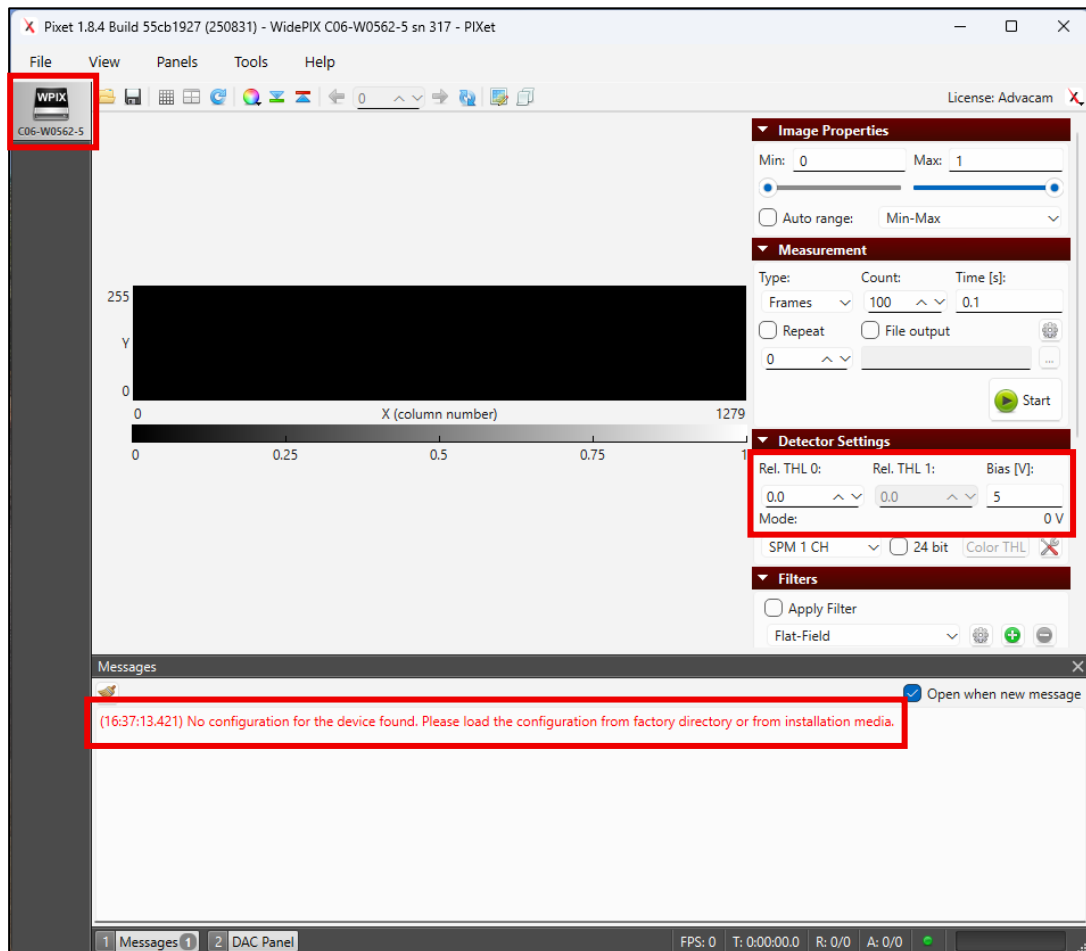 Pixet 1.8.4 Build 55cb1927 (250831) - WidePIX C06-W0562-5 sn 317 - PIXet
File View Panels Tools Help
WPIX
C06-W0562-5
0
License: Advacam
Image Properties
Min: 0 Max: 1
Auto range: Min-Max
Measurement
Type: Count: Time [s]:
Frames 100 0.1
Repeat File output
0 ...
Start
255
Y
0
0 X (column number) 1279
0 0.25 0.5 0.75 1
Detector Settings
Rel. THL 0: Rel. THL 1: Bias [V]:
0.0 0.0 5
Mode: 0 V
SPM 1 CH 24 bit Color THL
Filters
Apply Filter
Flat-Field
Messages
Open when new message
(16:37:13.421) No configuration for the device found. Please load the configuration from factory directory or from installation media.
1 Messages 1 2 DAC Panel FPS: 0 T: 0:00:00.0 R: 0/0 A: 0/0